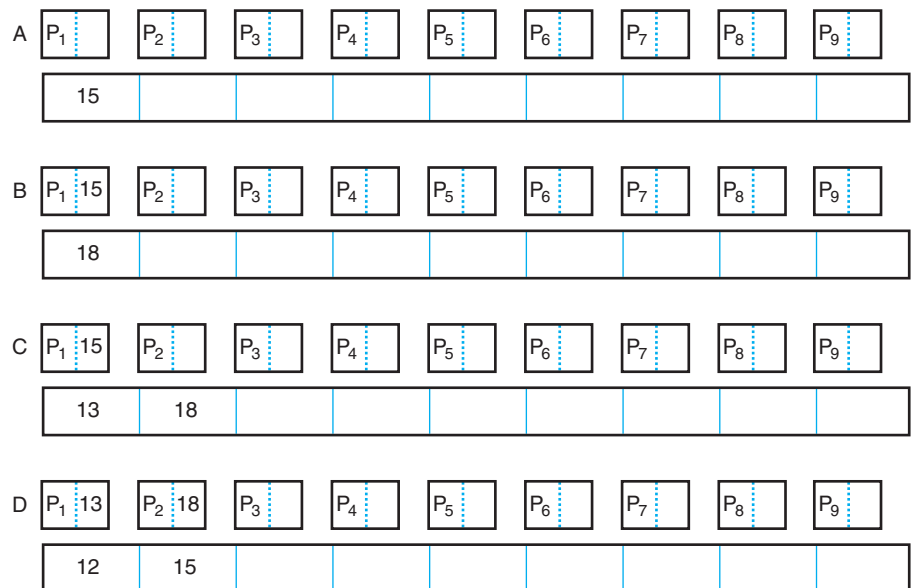 A P₁ P₂ P₃ P₄ P₅ P₆ P₇ P₈ P₉
15
B P₁ 15 P₂ P₃ P₄ P₅ P₆ P₇ P₈ P₉
18
C P₁ 15 P₂ P₃ P₄ P₅ P₆ P₇ P₈ P₉
13 18
D P₁ 13 P₂ 18 P₃ P₄ P₅ P₆ P₇ P₈ P₉
12 15